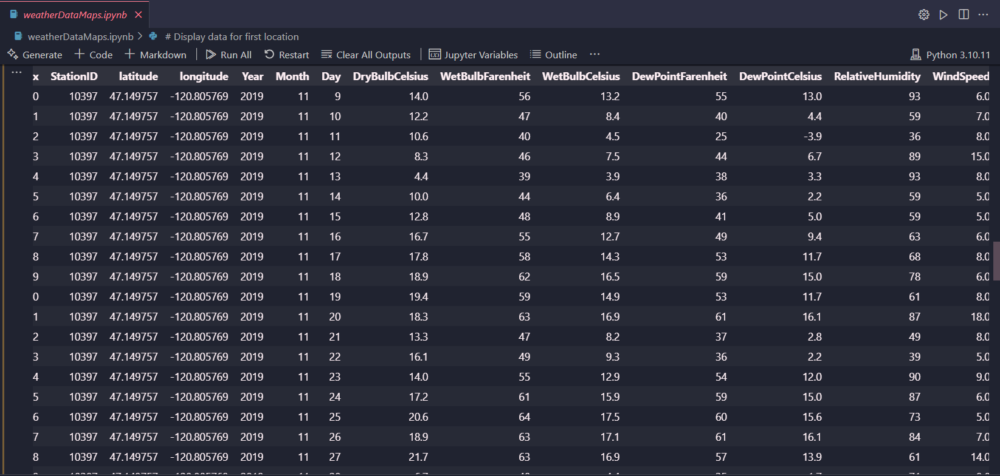 weatherDataMaps.ipynb
weatherDataMaps.ipynb > # Display data for first location
Generate + Code + Markdown | Run All Restart Clear All Outputs | Jupyter Variables Outline ... Python 3.10.11
... x StationID latitude longitude Year Month Day DryBulbCelsius WetBulbFarenheit WetBulbCelsius DewPointFarenheit DewPointCelsius RelativeHumidity WindSpeed
0 10397 47.149757 -120.805769 2019 11 9 14.0 56 13.2 55 13.0 93 6.0
1 10397 47.149757 -120.805769 2019 11 10 12.2 47 8.4 40 4.4 59 7.0
2 10397 47.149757 -120.805769 2019 11 11 10.6 40 4.5 25 -3.9 36 8.0
3 10397 47.149757 -120.805769 2019 11 12 8.3 46 7.5 44 6.7 89 15.0
4 10397 47.149757 -120.805769 2019 11 13 4.4 39 3.9 38 3.3 93 8.0
5 10397 47.149757 -120.805769 2019 11 14 10.0 44 6.4 36 2.2 59 5.0
6 10397 47.149757 -120.805769 2019 11 15 12.8 48 8.9 41 5.0 59 5.0
7 10397 47.149757 -120.805769 2019 11 16 16.7 55 12.7 49 9.4 63 6.0
8 10397 47.149757 -120.805769 2019 11 17 17.8 58 14.3 53 11.7 68 8.0
9 10397 47.149757 -120.805769 2019 11 18 18.9 62 16.5 59 15.0 78 6.0
0 10397 47.149757 -120.805769 2019 11 19 19.4 59 14.9 53 11.7 61 8.0
1 10397 47.149757 -120.805769 2019 11 20 18.3 63 16.9 61 16.1 87 18.0
2 10397 47.149757 -120.805769 2019 11 21 13.3 47 8.2 37 2.8 49 8.0
3 10397 47.149757 -120.805769 2019 11 22 16.1 49 9.3 36 2.2 39 5.0
4 10397 47.149757 -120.805769 2019 11 23 14.0 55 12.9 54 12.0 90 9.0
5 10397 47.149757 -120.805769 2019 11 24 17.2 61 15.9 59 15.0 87 6.0
6 10397 47.149757 -120.805769 2019 11 25 20.6 64 17.5 60 15.6 73 5.0
7 10397 47.149757 -120.805769 2019 11 26 18.9 63 17.1 61 16.1 84 7.0
8 10397 47.149757 -120.805769 2019 11 27 21.7 63 16.9 57 13.9 61 14.0